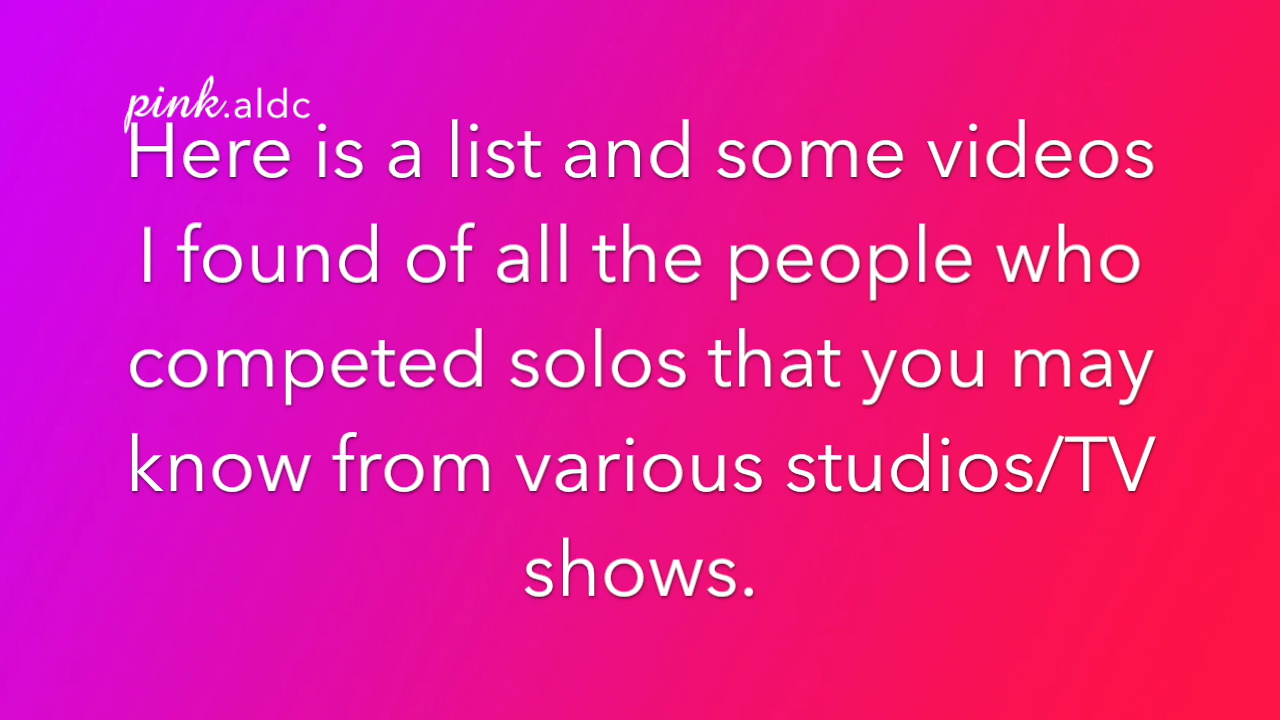 pink.aldc
Here is a list and some videos
I found of all the people who
competed solos that you may
know from various studios/TV
shows.